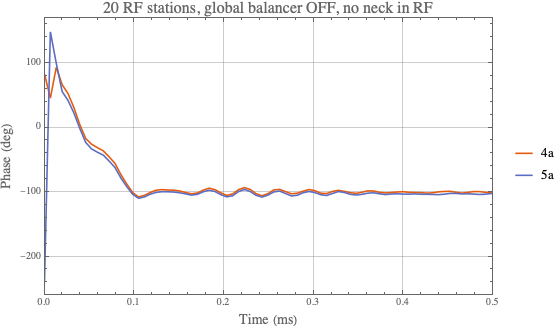 20 RF stations, global balancer OFF, no neck in RF
100
0
−100
−200
Phase (deg)
0.0 0.1 0.2 0.3 0.4 0.5
Time (ms)
4a
5a